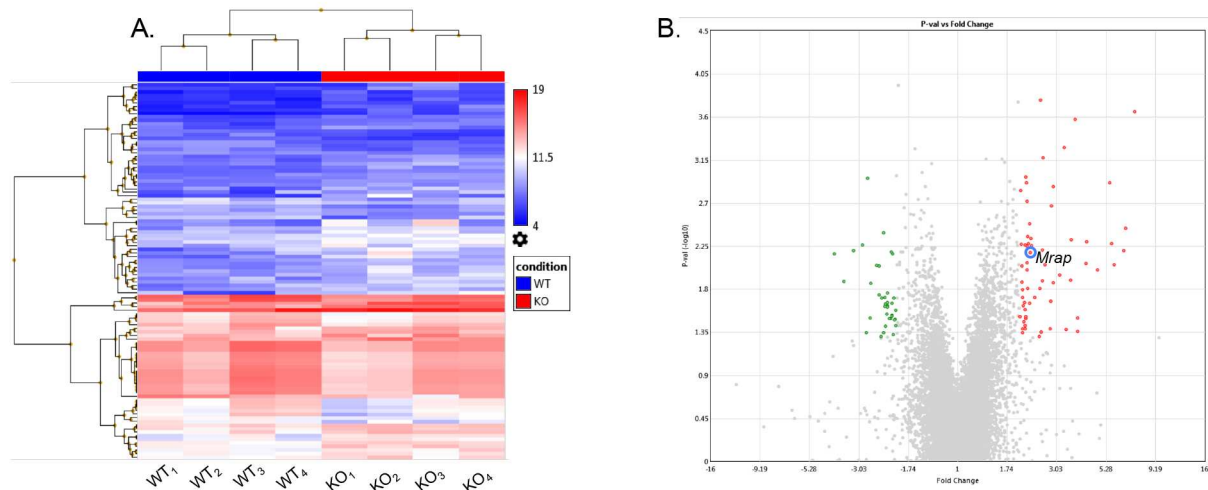 A.
19
11.5
4
condition
WT
KO
WT1
WT2
WT3
WT4
KO1
KO2
KO3
KO4
B.
P-val vs Fold Change
P-val (-log10)
4.5
4.05
3.6
3.15
2.7
2.25
1.8
1.35
0.9
0.45
0
Mrap
-16
-9.19
-5.28
-3.03
-1.74
1
1.74
3.03
5.28
9.19
16
Fold Change